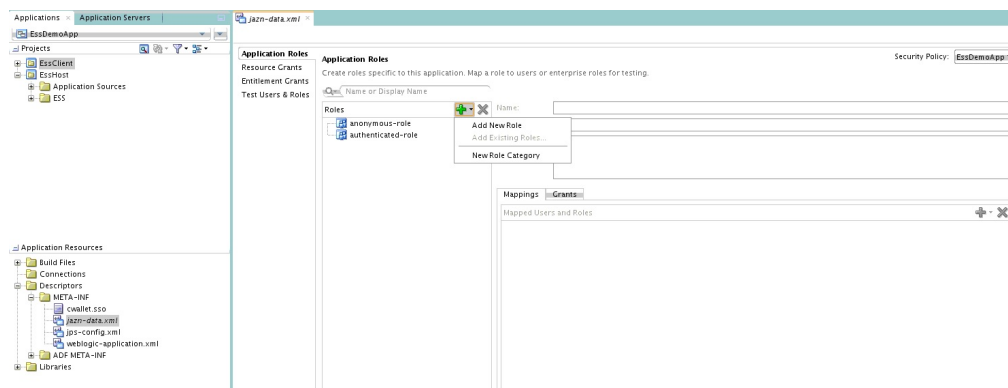 Applications
Application Servers
EssDemoApp
Projects
EssClient
EssHost
Application Sources
ESS
Application Resources
Build Files
Connections
Descriptors
META-INF
cwallet.sso
jazn-data.xml
jps-config.xml
weblogic-application.xml
ADF META-INF
Libraries
jazn-data.xml
Application Roles
Resource Grants
Entitlement Grants
Test Users & Roles
Application Roles
Security Policy: EssDemoApp
Create roles specific to this application. Map a role to users or enterprise roles for testing.
Name or Display Name
Roles
anonymous-role
authenticated-role
Add New Role
Add Existing Roles...
New Role Category
Name:
Mappings
Grants
Mapped Users and Roles